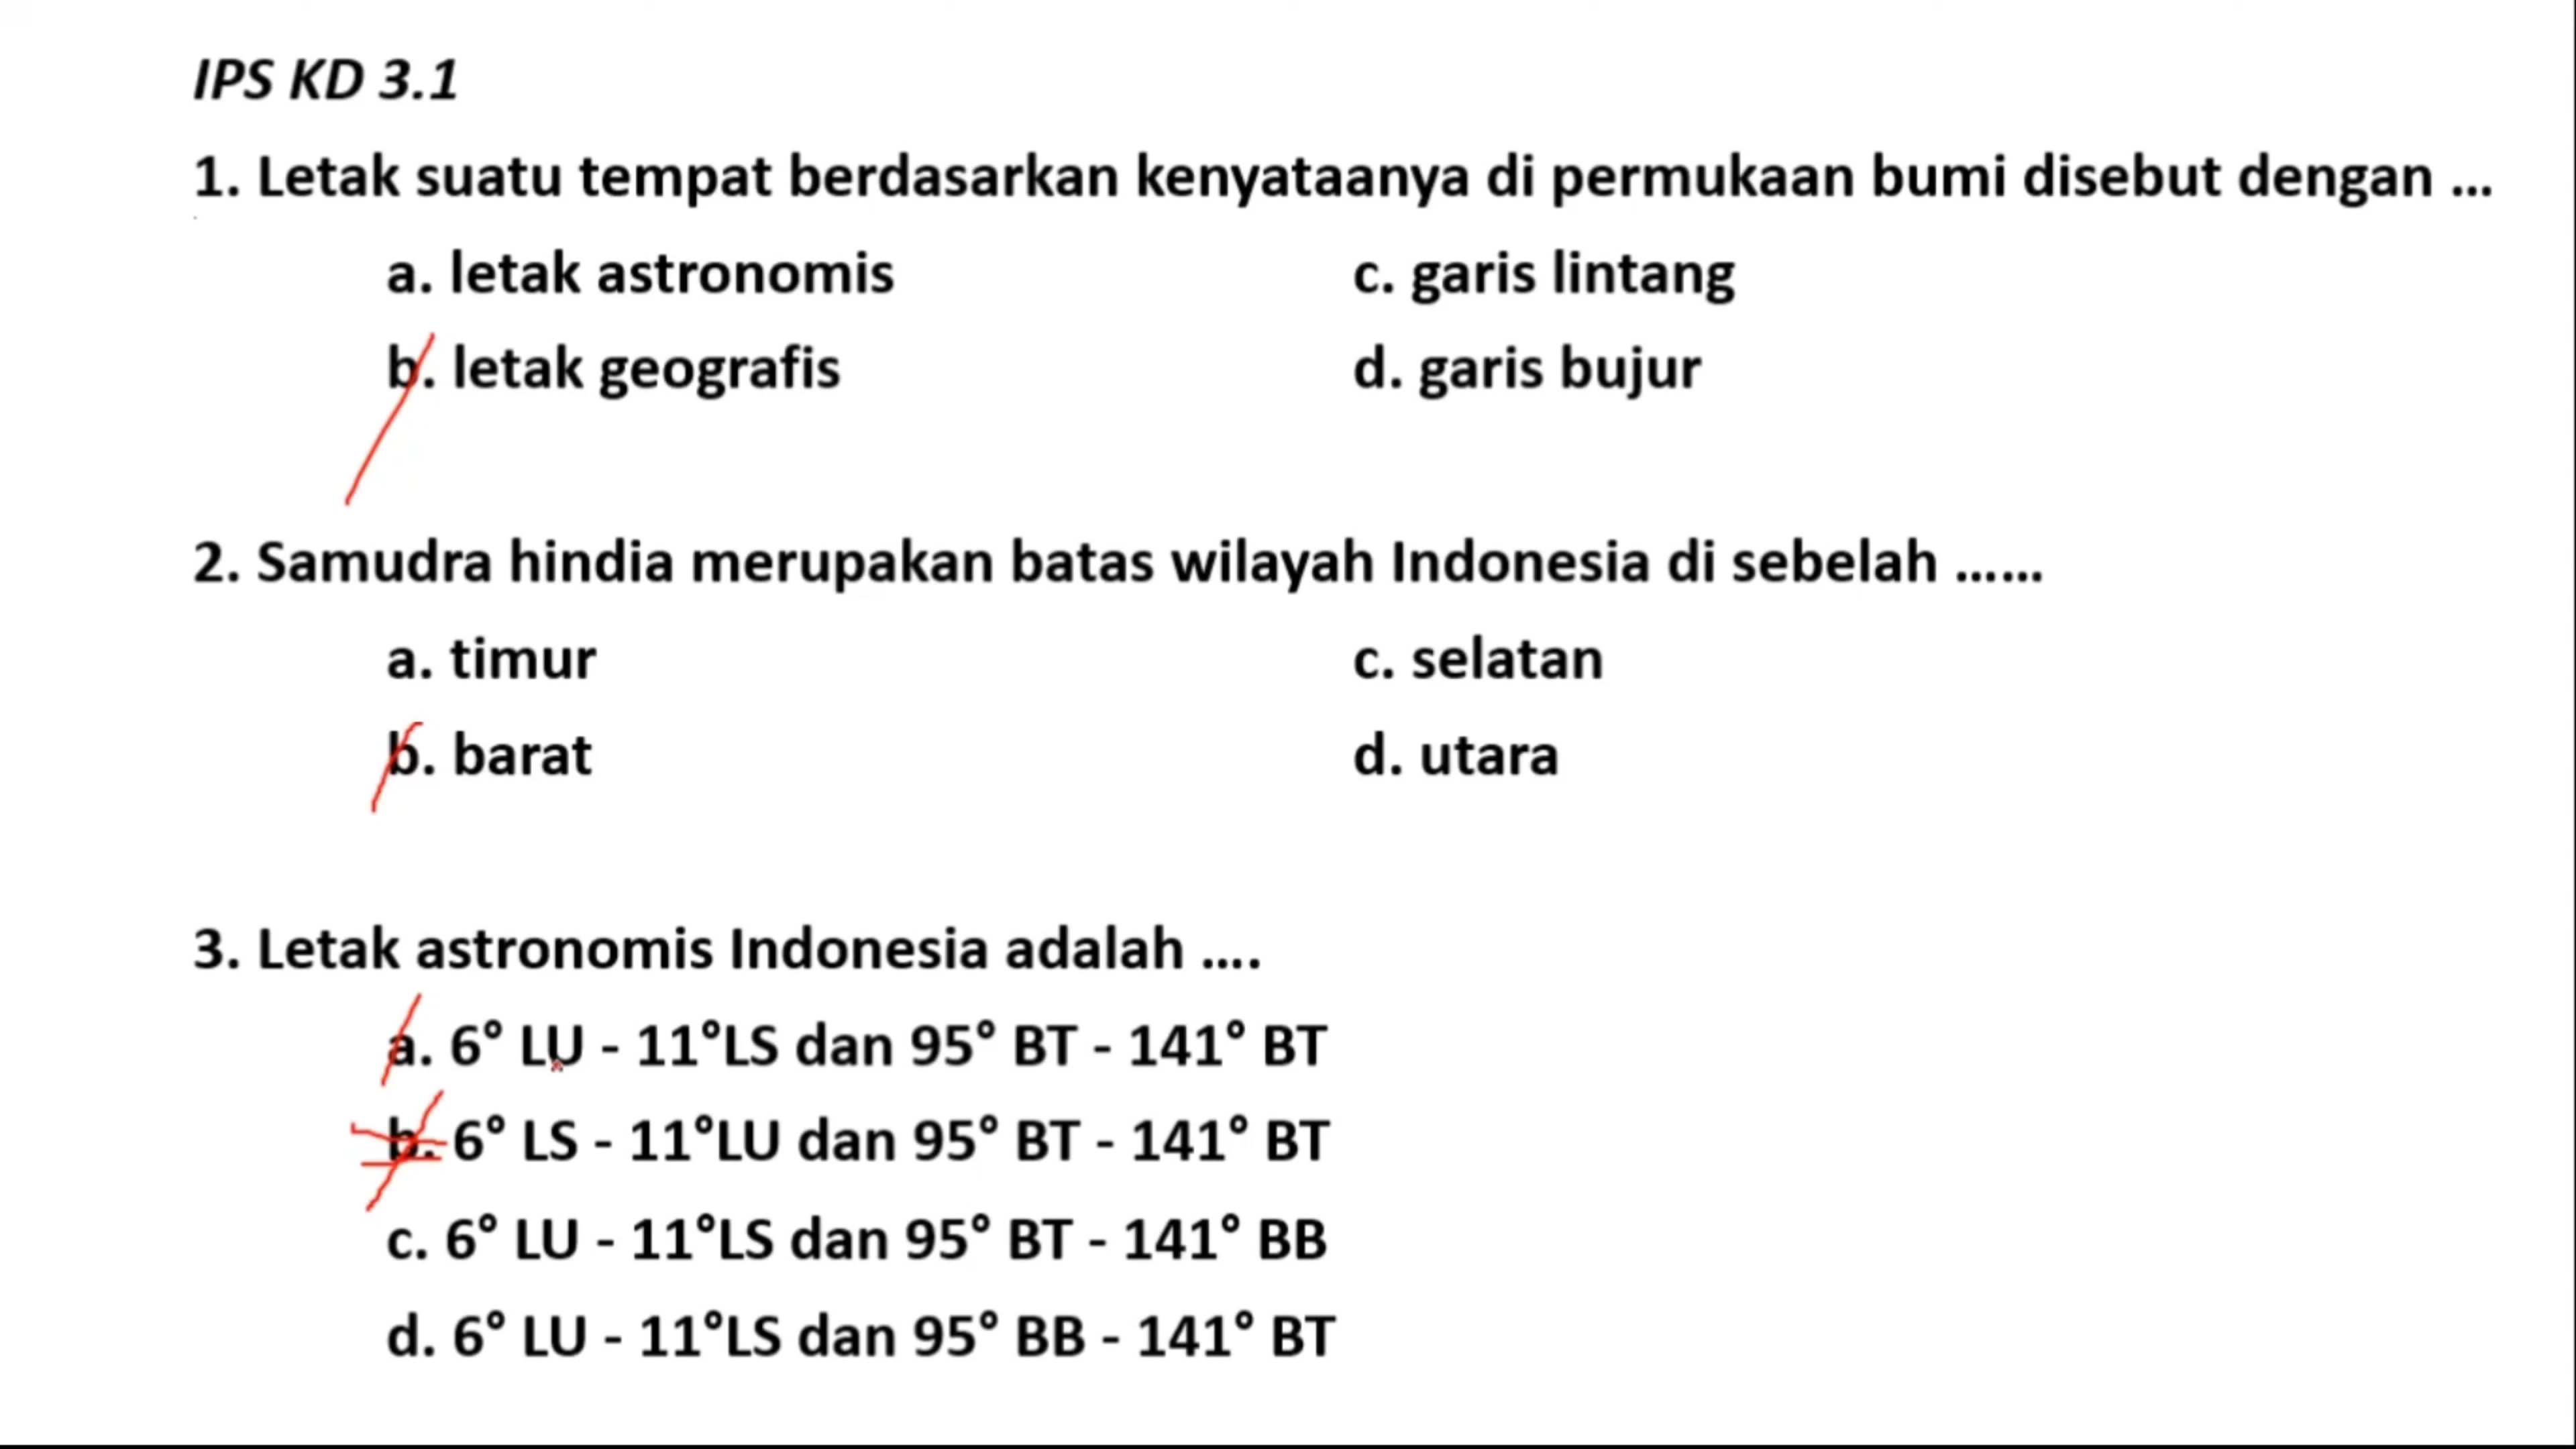 IPS KD 3.1
1. Letak suatu tempat berdasarkan kenyataanya di permukaan bumi disebut dengan ...
a. letak astronomis c. garis lintang
b. letak geografis d. garis bujur
2. Samudra hindia merupakan batas wilayah Indonesia di sebelah ......
a. timur c. selatan
b. barat d. utara
3. Letak astronomis Indonesia adalah ....
a. 6° LU - 11°LS dan 95° BT - 141° BT
b. 6° LS - 11°LU dan 95° BT - 141° BT
c. 6° LU - 11°LS dan 95° BT - 141° BB
d. 6° LU - 11°LS dan 95° BB - 141° BT